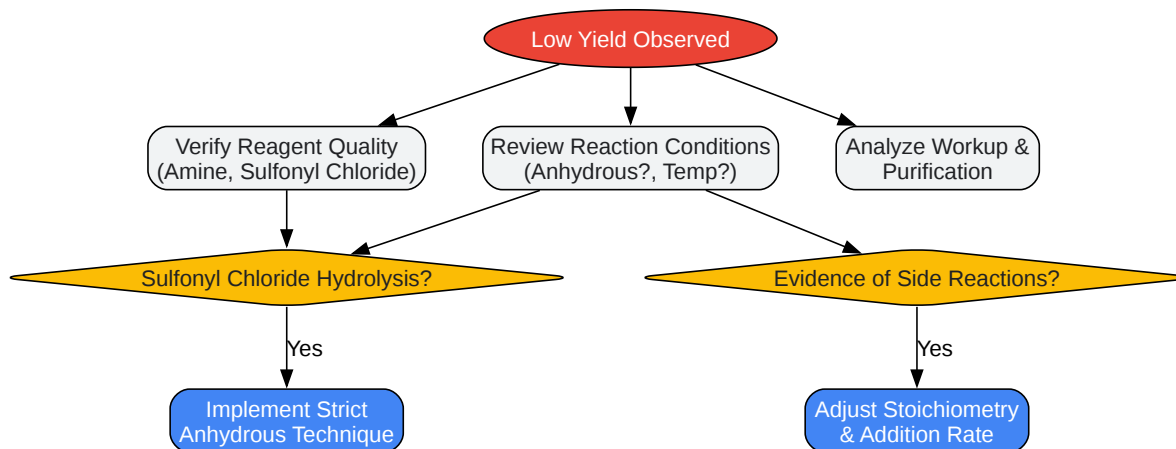 Low Yield Observed
Verify Reagent Quality
(Amine, Sulfonyl Chloride)
Review Reaction Conditions
(Anhydrous?, Temp?)
Analyze Workup &
Purification
Sulfonyl Chloride Hydrolysis?
Evidence of Side Reactions?
Yes
Yes
Implement Strict
Anhydrous Technique
Adjust Stoichiometry
& Addition Rate